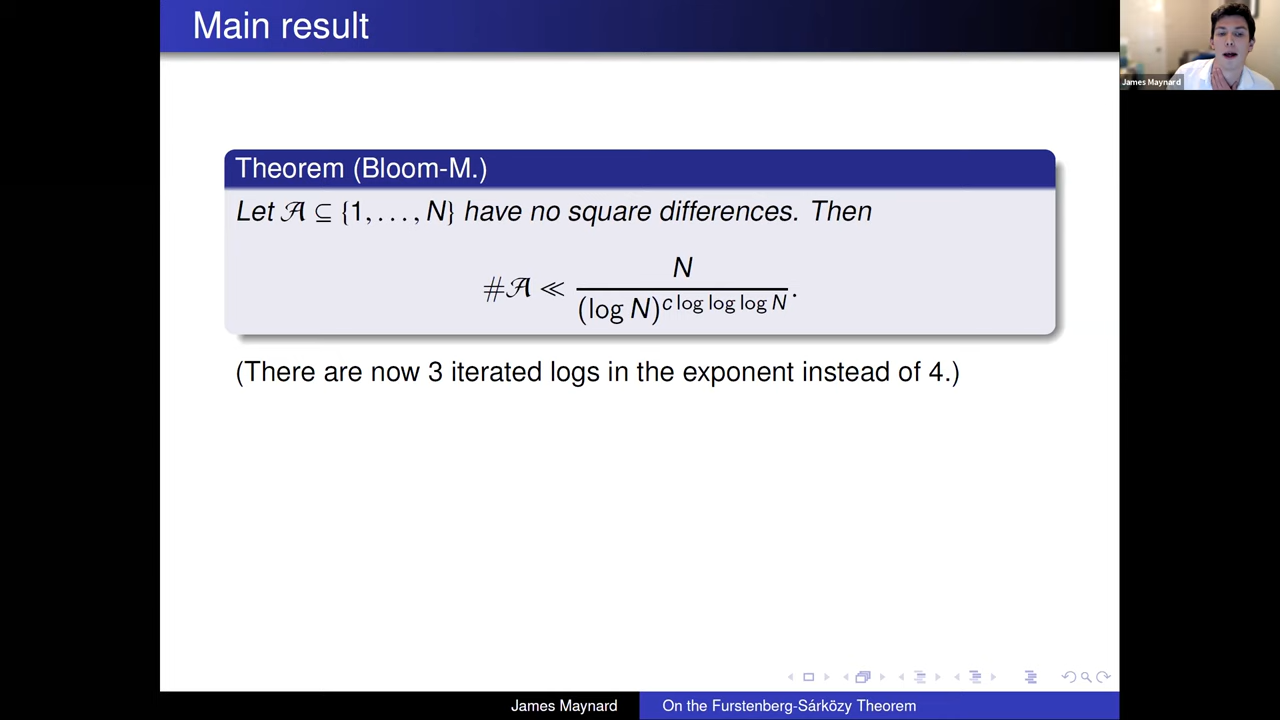 Main result
James Maynard
Theorem (Bloom-M.)
Let 𝒜 ⊆ {1, . . . , N} have no square differences. Then
#𝒜 ≪ N / (log N)^{c log log log N}.
(There are now 3 iterated logs in the exponent instead of 4.)
James Maynard
On the Furstenberg-Sárközy Theorem